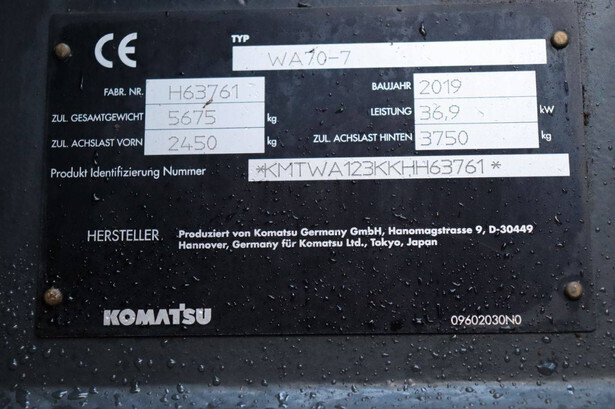 CE
TYP
WA70-7
FABR. NR. H63761 BAUJAHR 2019
ZUL. GESAMTGEWICHT 5675 kg LEISTUNG 36,9 kW
ZUL. ACHSLAST VORN 2450 kg ZUL. ACHSLAST HINTEN 3750 kg
Produkt Identifizierung Nummer *KMTWA123KKHH63761*
HERSTELLER Produziert von Komatsu Germany GmbH, Hanomagstrasse 9, D-30449
Hannover, Germany für Komatsu Ltd., Tokyo, Japan
KOMATSU 09602030N0